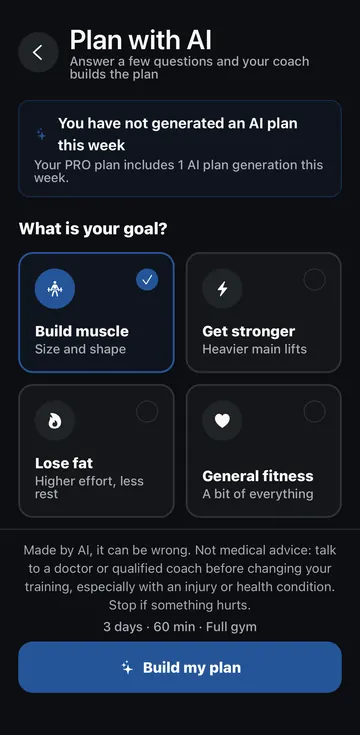 Plan with AI
Answer a few questions and your coach
builds the plan
You have not generated an AI plan
this week
Your PRO plan includes 1 AI plan generation this
week.
What is your goal?
Build muscle
Size and shape
Get stronger
Heavier main lifts
Lose fat
Higher effort, less
rest
General fitness
A bit of everything
Made by AI, it can be wrong. Not medical advice: talk
to a doctor or qualified coach before changing your
training, especially with an injury or health condition.
Stop if something hurts.
3 days · 60 min · Full gym
Build my plan